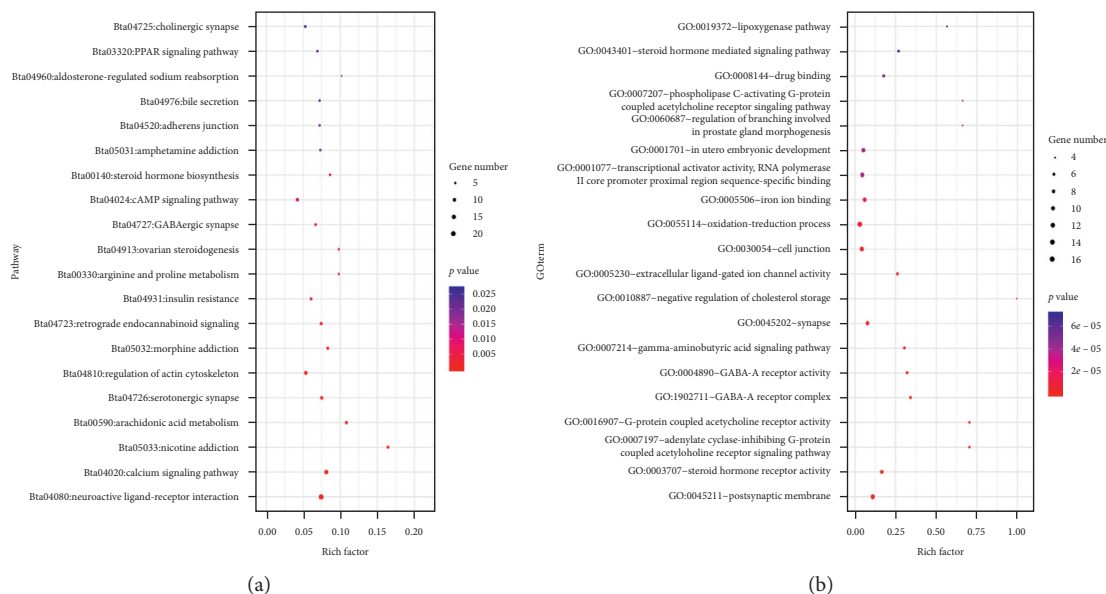 Pathway
Bta04725:cholinergic synapse
Bta03320:PPAR signaling pathway
Bta04960:aldosterone-regulated sodium reabsorption
Bta04976:bile secretion
Bta04520:adherens junction
Bta05031:amphetamine addiction
Bta00140:steroid hormone biosynthesis
Bta04024:cAMP signaling pathway
Bta04727:GABAergic synapse
Bta04913:ovarian steroidogenesis
Bta00330:arginine and proline metabolism
Bta04931:insulin resistance
Bta04723:retrograde endocannabinoid signaling
Bta05032:morphine addiction
Bta04810:regulation of actin cytoskeleton
Bta04726:serotonergic synapse
Bta00590:arachidonic acid metabolism
Bta05033:nicotine addiction
Bta04020:calcium signaling pathway
Bta04080:neuroactive ligand-receptor interaction
0.00 0.05 0.10 0.15 0.20
Rich factor
Gene number
5
10
15
20
p value
0.025
0.020
0.015
0.010
0.005
(a)
GOterm
GO:0019372~lipoxygenase pathway
GO:0043401~steroid hormone mediated signaling pathway
GO:0008144~drug binding
GO:0007207~phospholipase C-activating G-protein
coupled acetylcholine receptor singaling pathway
GO:0060687~regulation of branching involved
in prostate gland morphogenesis
GO:0001701~in utero embryonic development
GO:0001077~transcriptional activator activity, RNA polymerase
II core promoter proximal region sequence-specific binding
GO:0005506~iron ion binding
GO:0055114~oxidation-treduction process
GO:0030054~cell junction
GO:0005230~extracellular ligand-gated ion channel activity
GO:0010887~negative regulation of cholesterol storage
GO:0045202~synapse
GO:0007214~gamma-aminobutyric acid signaling pathway
GO:0004890~GABA-A receptor activity
GO:1902711~GABA-A receptor complex
GO:0016907~G-protein coupled acetycholine receptor activity
GO:0007197~adenylate cyclase-inhibiting G-protein
coupled acetyloholine receptor signaling pathway
GO:0003707~steroid hormone receptor activity
GO:0045211~postsynaptic membrane
0.00 0.25 0.50 0.75 1.00
Rich factor
Gene number
4
6
8
10
12
14
16
p value
6e – 05
4e – 05
2e – 05
(b)